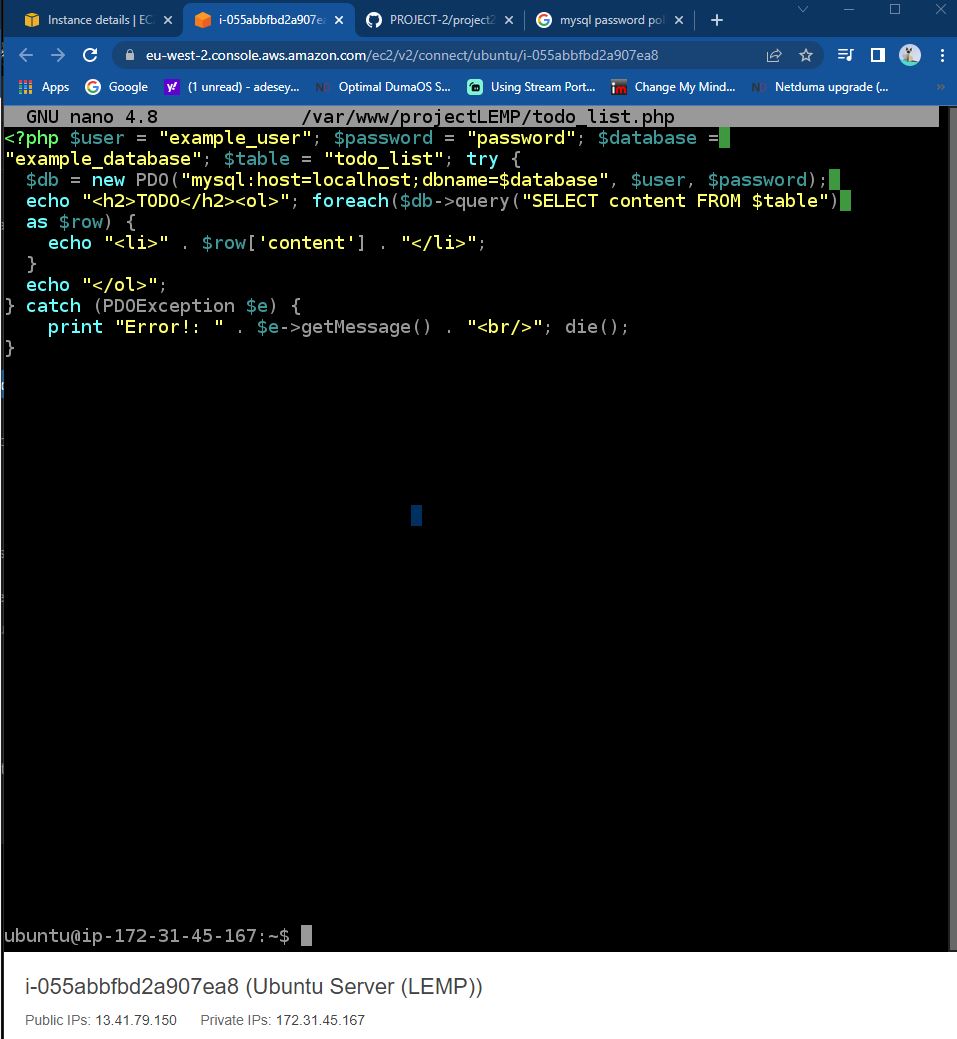 Instance details | EC
i-055abbfbd2a907ea
PROJECT-2/project2
mysql password pol
eu-west-2.console.aws.amazon.com/ec2/v2/connect/ubuntu/i-055abbfbd2a907ea8
Apps
Google
(1 unread) - adesey...
Optimal DumaOS S...
Using Stream Port...
Change My Mind...
Netduma upgrade (...
GNU nano 4.8 /var/www/projectLEMP/todo_list.php
<?php $user = "example_user"; $password = "password"; $database =
"example_database"; $table = "todo_list"; try {
$db = new PDO("mysql:host=localhost;dbname=$database", $user, $password);
echo "<h2>TODO</h2><ol>"; foreach($db->query("SELECT content FROM $table")
as $row) {
echo "<li>" . $row['content'] . "</li>";
}
echo "</ol>";
} catch (PDOException $e) {
print "Error!: " . $e->getMessage() . "<br/>"; die();
}
ubuntu@ip-172-31-45-167:~$
i-055abbfbd2a907ea8 (Ubuntu Server (LEMP))
Public IPs: 13.41.79.150 Private IPs: 172.31.45.167